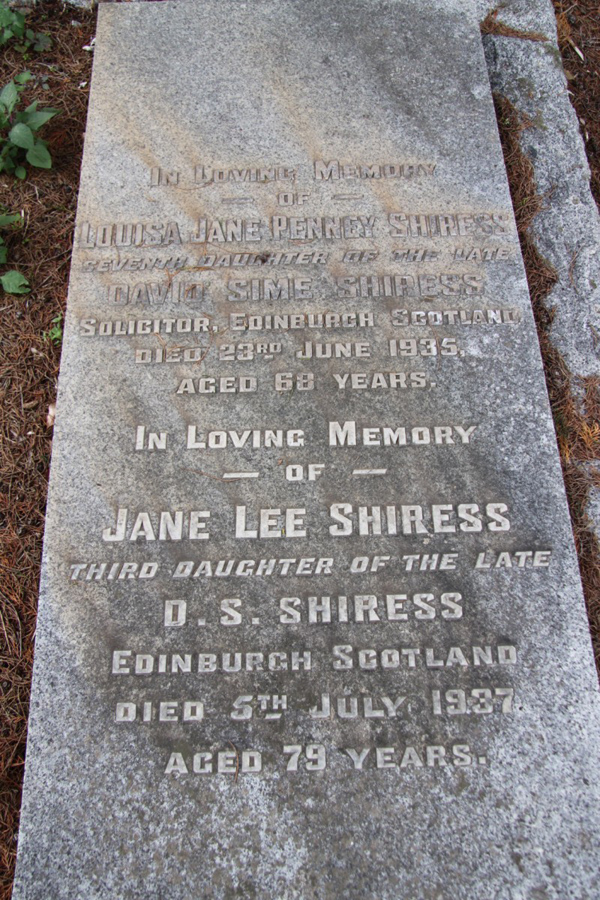 In Loving Memory
— OF —
LOUISA JANE PENNEY SHIRESS
SEVENTH DAUGHTER OF THE LATE
DAVID SIME SHIRESS
SOLICITOR, EDINBURGH SCOTLAND
DIED 23RD JUNE 1935,
AGED 68 YEARS.
IN LOVING MEMORY
— OF —
JANE LEE SHIRESS
THIRD DAUGHTER OF THE LATE
D. S. SHIRESS
EDINBURGH SCOTLAND
DIED 5TH JULY 1937.
AGED 79 YEARS.